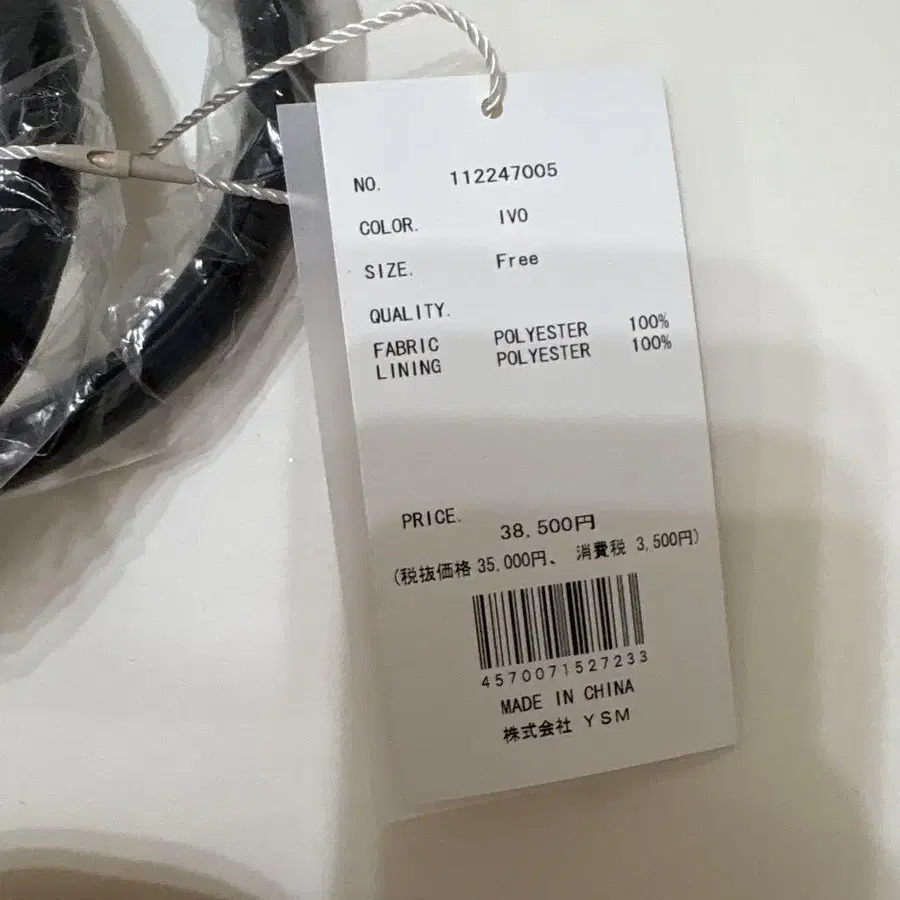 NO. 112247005
COLOR. IVO
SIZE. Free
QUALITY.
FABRIC POLYESTER 100%
LINING POLYESTER 100%
PRICE. 38,500円
(税抜価格 35,000円、 消費税 3,500円)
4570071527233
MADE IN CHINA
株式会社 YSM